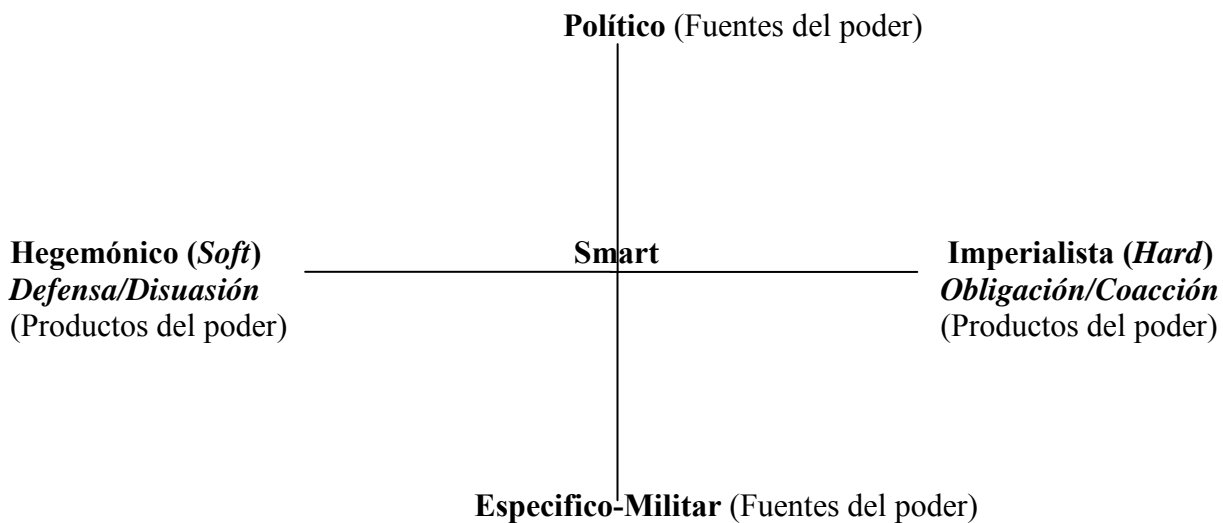 Político (Fuentes del poder)
Hegemónico (Soft)
Defensa/Disuasión
(Productos del poder)
Smart
Imperialista (Hard)
Obligación/Coacción
(Productos del poder)
Especifico-Militar (Fuentes del poder)